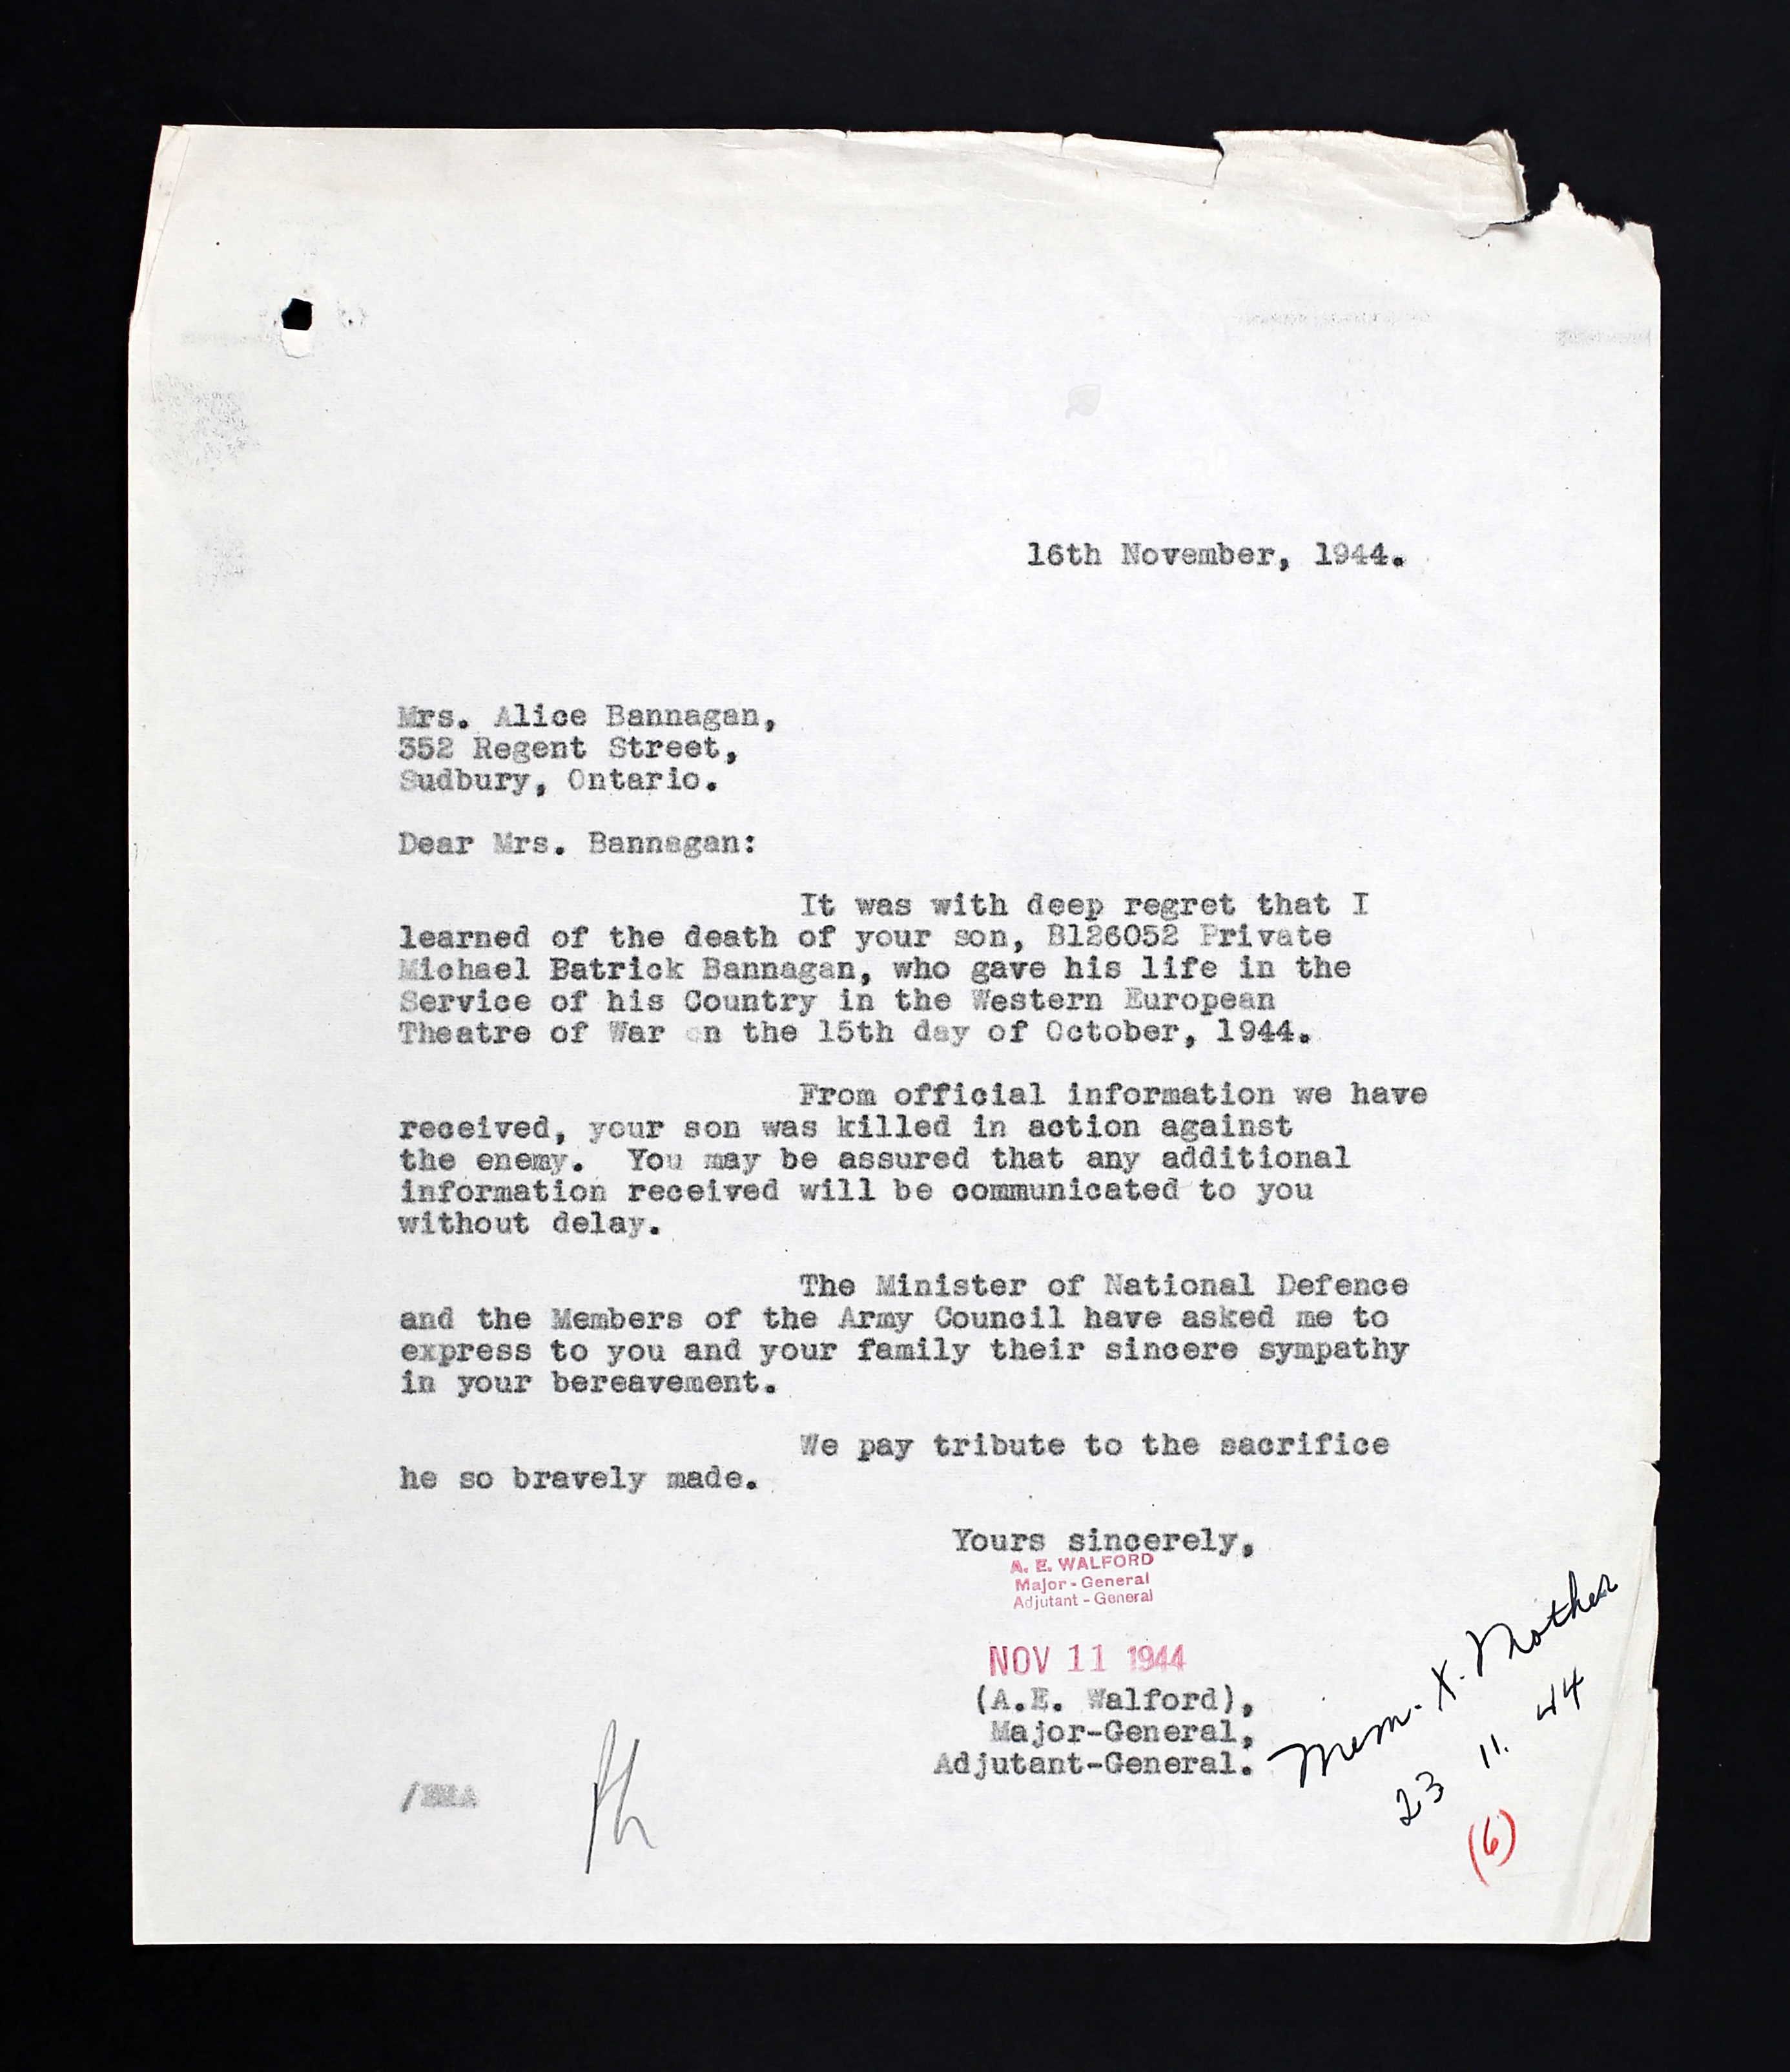 16th November, 1944.
Mrs. Alice Bannagan,
352 Regent Street,
Sudbury, Ontario.
Dear Mrs. Bannagan:
It was with deep regret that I
learned of the death of your son, B126052 Private
Michael Batrick Bannagan, who gave his life in the
Service of his Country in the Western European
Theatre of War on the 15th day of October, 1944.
From official information we have
received, your son was killed in action against
the enemy. You may be assured that any additional
information received will be communicated to you
without delay.
The Minister of National Defence
and the Members of the Army Council have asked me to
express to you and your family their sincere sympathy
in your bereavement.
We pay tribute to the sacrifice
he so bravely made.
Yours sincerely,
A. E. WALFORD
Major - General
Adjutant - General
NOV 11 1944
(A.E. Walford),
Major-General,
Adjutant-General.
Mem. X. Mother
23 11. 44
(6)